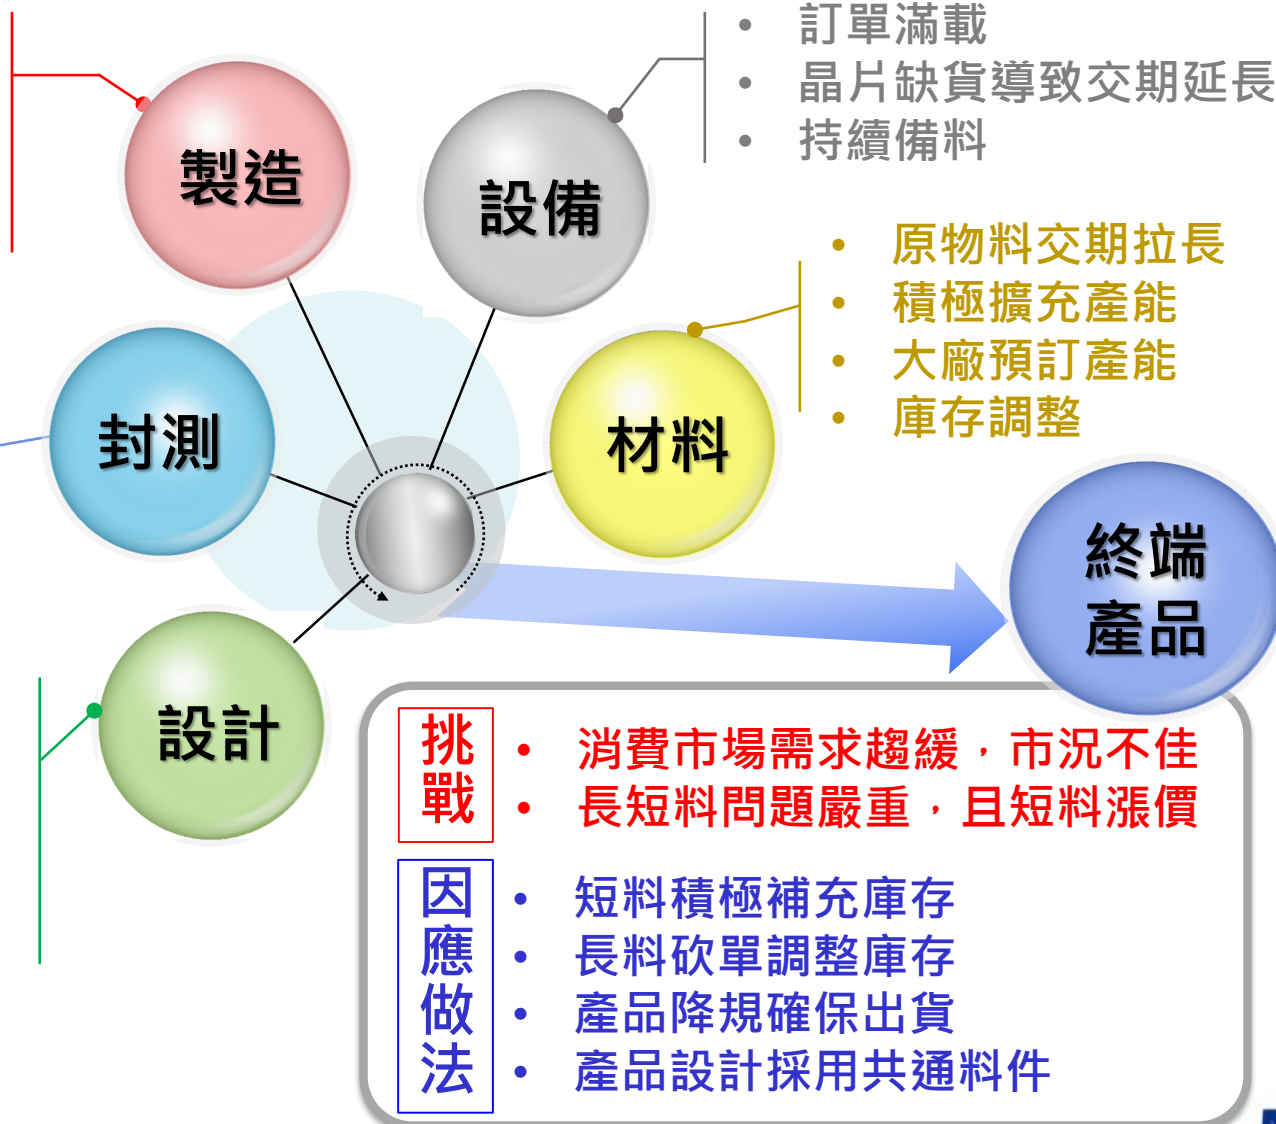 • 訂單滿載
• 晶片缺貨導致交期延長
• 持續備料
製造
設備
• 原物料交期拉長
• 積極擴充產能
• 大廠預訂產能
• 庫存調整
封測
材料
終端
產品
設計
挑戰
• 消費市場需求趨緩，市況不佳
• 長短料問題嚴重，且短料漲價
因應做法
• 短料積極補充庫存
• 長料砍單調整庫存
• 產品降規確保出貨
• 產品設計採用共通料件